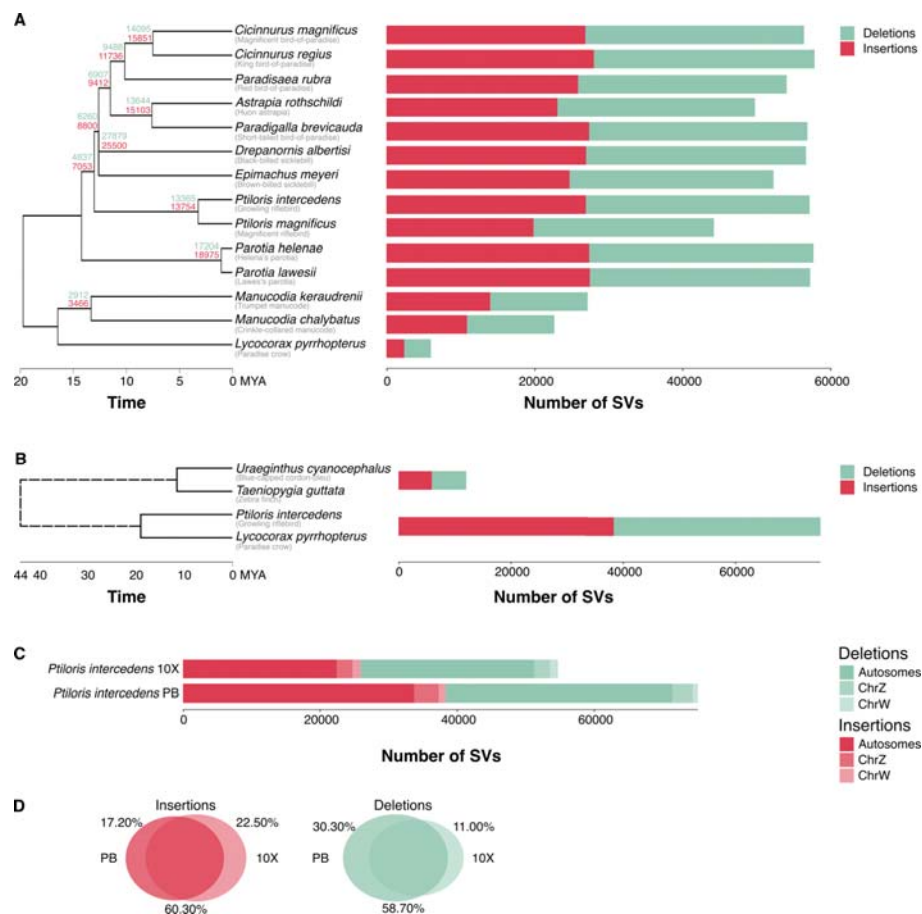 A
Cicinnurus magnificus
(Magnificent bird-of-paradise)
Cicinnurus regius
(King bird-of-paradise)
Paradisaea rubra
(Red bird-of-paradise)
Astrapia rothschildi
(Huon astrapia)
Paradigalla brevicauda
(Short-tailed bird-of-paradise)
Drepanornis albertisi
(Black-billed sicklebill)
Epimachus meyeri
(Brown-billed sicklebill)
Ptiloris intercedens
(Growling riflebird)
Ptiloris magnificus
(Magnificent riflebird)
Parotia helenae
(Helena's parotia)
Parotia lawesii
(Lawes's parotia)
Manucodia keraudrenii
(Trumpet manucode)
Manucodia chalybatus
(Crinkle-collared manucode)
Lycocorax pyrrhopterus
(Paradise crow)
14095
15851
9488
11736
6007
9412
13644
15103
6260
8800
27879
25500
4837
7053
13365
13754
17204
18975
2912
3466
20 15 10 5 0 MYA
Time
0 20000 40000 60000
Number of SVs
Deletions
Insertions
B
Uraeginthus cyanocephalus
(Blue-capped cordon-bleu)
Taeniopygia guttata
(Zebra finch)
Ptiloris intercedens
(Growling riflebird)
Lycocorax pyrrhopterus
(Paradise crow)
44 40 30 20 10 0 MYA
Time
0 20000 40000 60000
Number of SVs
Deletions
Insertions
C
Ptiloris intercedens 10X
Ptiloris intercedens PB
0 20000 40000 60000
Number of SVs
Deletions
Autosomes
ChrZ
ChrW
Insertions
Autosomes
ChrZ
ChrW
D
Insertions
17.20% 22.50%
PB 10X
60.30%
Deletions
30.30% 11.00%
PB 10X
58.70%